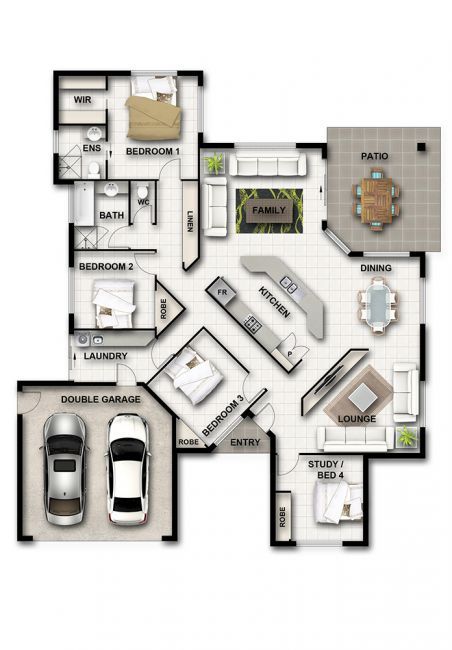 WIR
ENS
BEDROOM 1
PATIO
WC
BATH
LINEN
FAMILY
BEDROOM 2
DINING
FR
KITCHEN
ROBE
P
LAUNDRY
DOUBLE GARAGE
BEDROOM 3
LOUNGE
ROBE
ENTRY
STUDY /
BED 4
ROBE